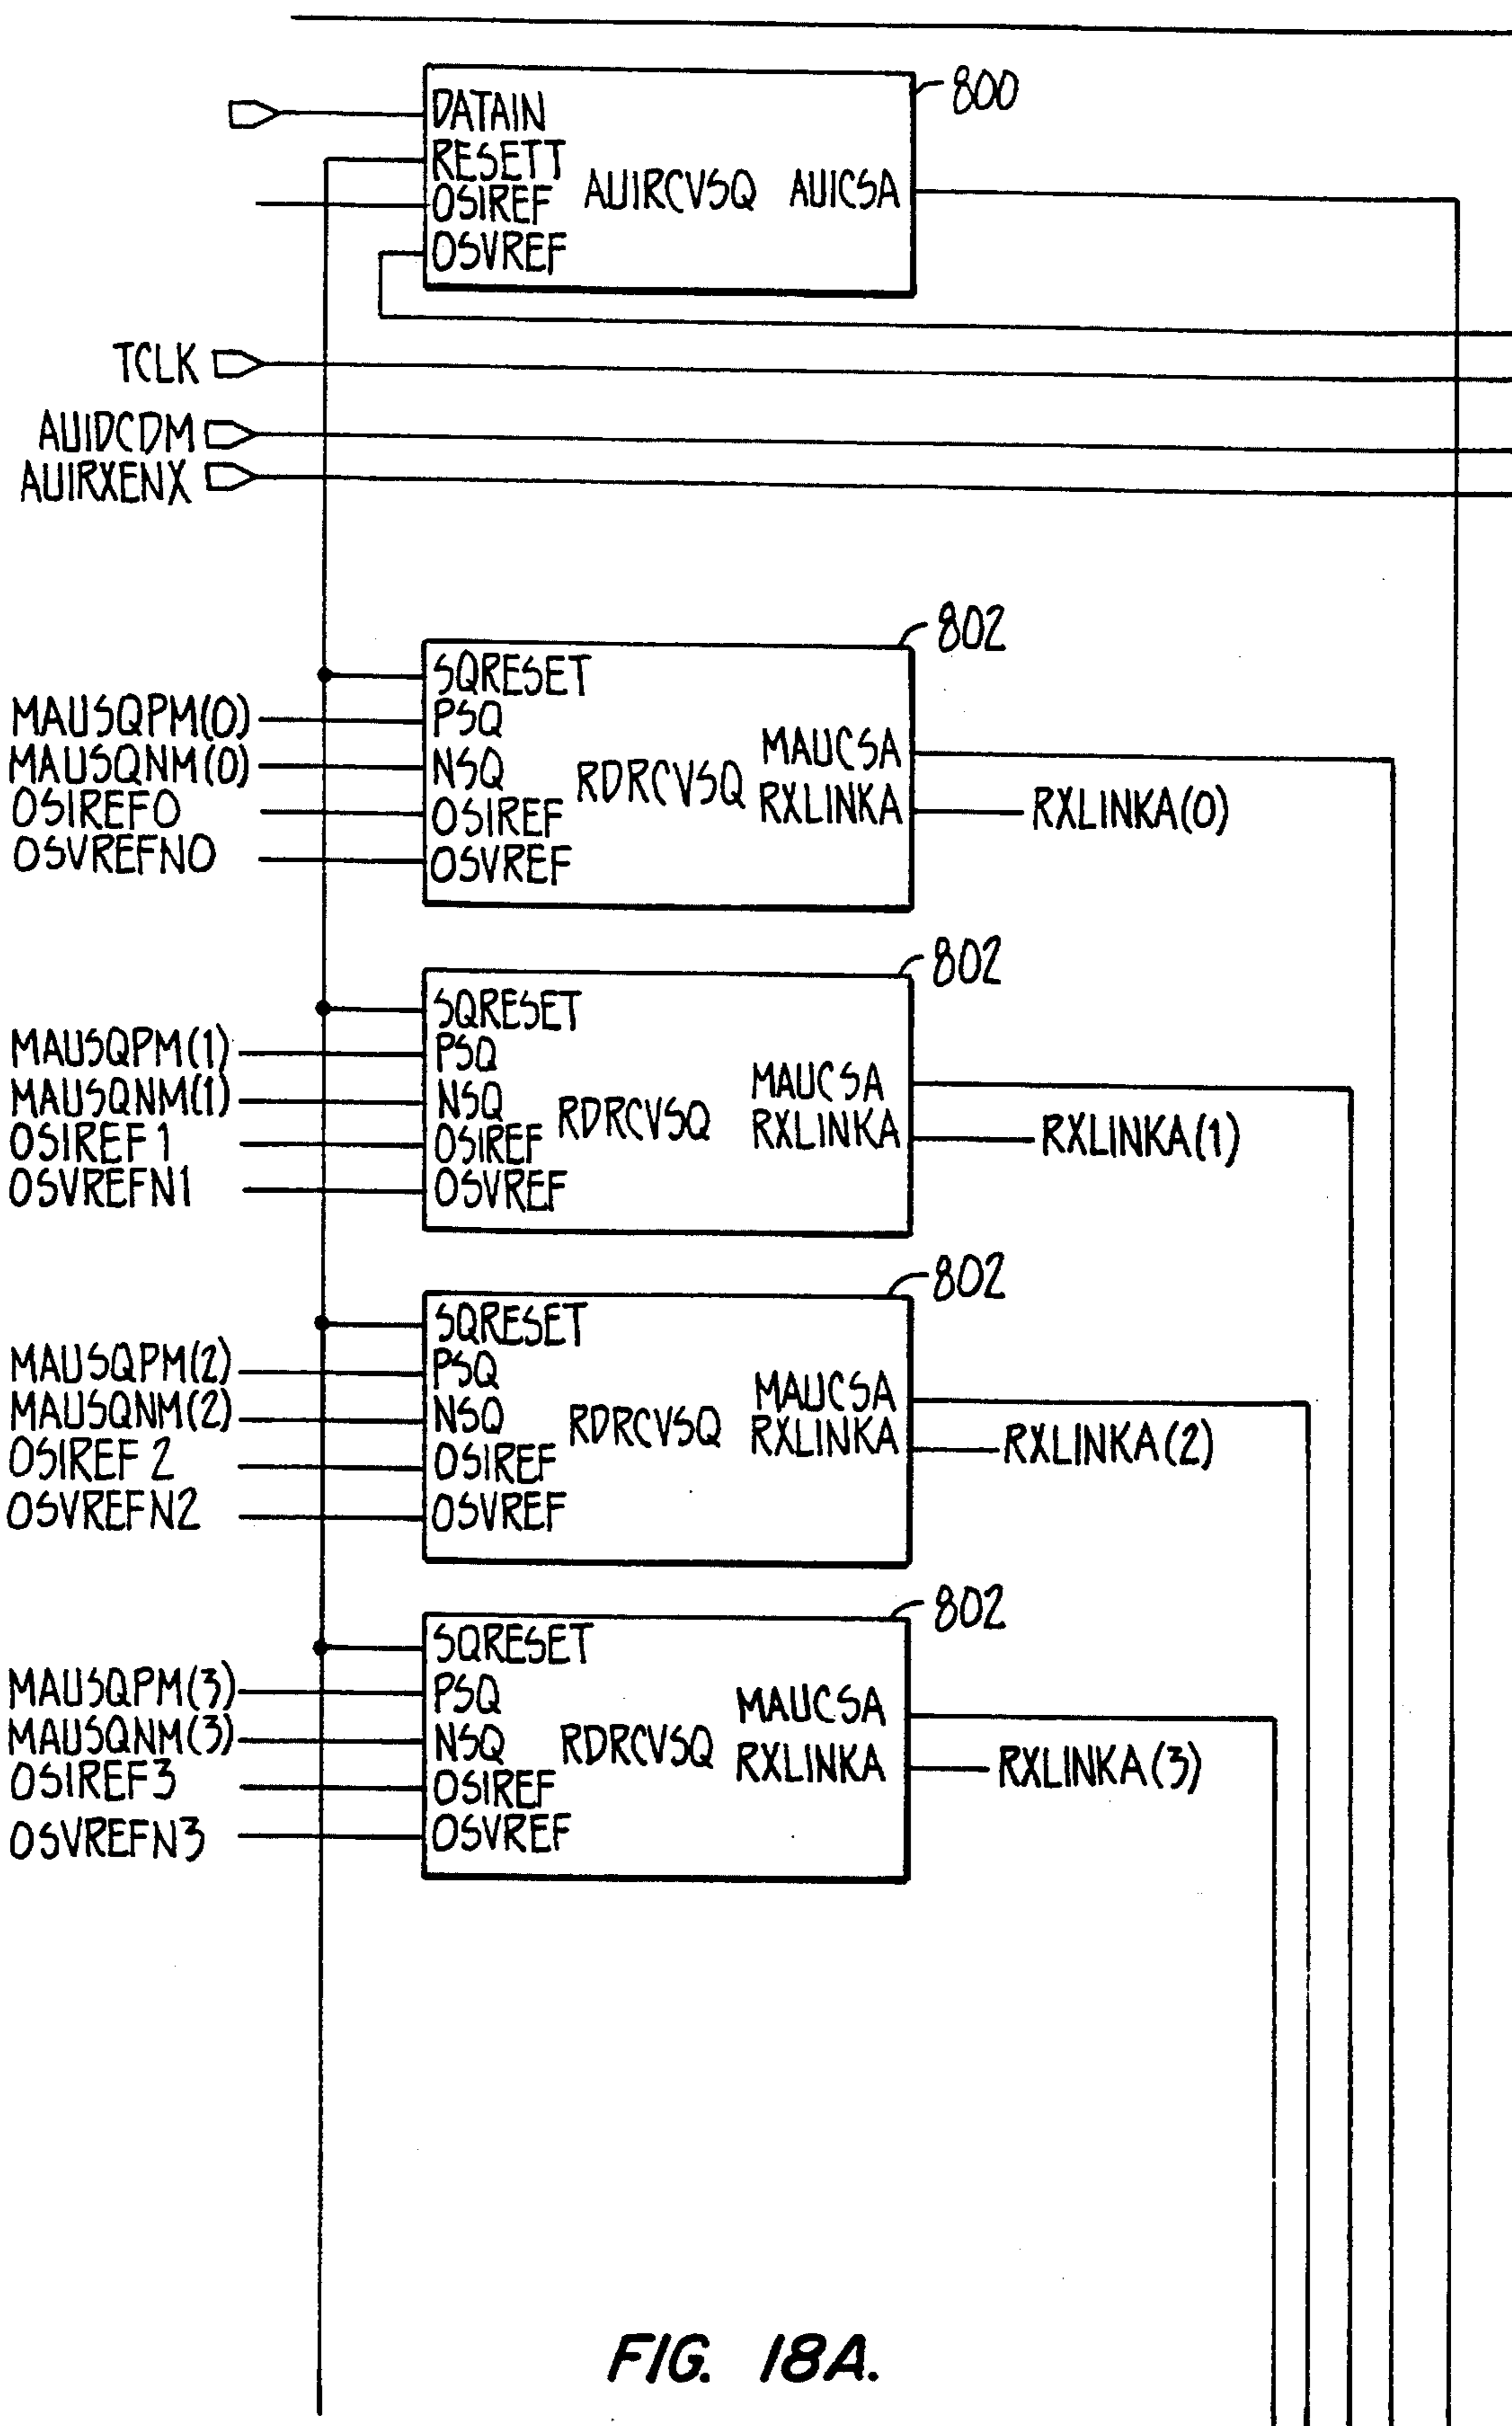 800
DATAIN
RESETT
OSIREF
AUIRCVSQ
AUICSA
OSVREF
TCLK
AUIDCDM
AUIRXENX
802
SQRESET
MAUSQPM(0)
PSQ
MAUSQNM(0)
NSQ
RDRCVSQ
MAUCSA
OSIREF0
OSIREF
RXLINKA
RXLINKA(0)
OSVREFN0
OSVREF
802
SQRESET
MAUSQPM(1)
PSQ
MAUSQNM(1)
NSQ
RDRCVSQ
MAUCSA
OSIREF1
OSIREF
RXLINKA
RXLINKA(1)
OSVREFN1
OSVREF
802
SQRESET
MAUSQPM(2)
PSQ
MAUSQNM(2)
NSQ
RDRCVSQ
MAUCSA
OSIREF 2
OSIREF
RXLINKA
RXLINKA(2)
OSVREFN2
OSVREF
802
SQRESET
MAUSQPM(3)
PSQ
MAUSQNM(3)
NSQ
RDRCVSQ
MAUCSA
OSIREF3
OSIREF
RXLINKA
RXLINKA(3)
OSVREFN3
OSVREF
FIG. 18A.